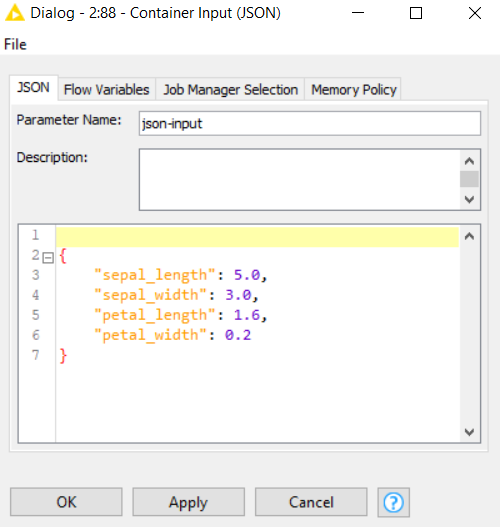 Dialog - 2:88 - Container Input (JSON)
File
JSON Flow Variables Job Manager Selection Memory Policy
Parameter Name: json-input
Description:
1
2 {
3 "sepal_length": 5.0,
4 "sepal_width": 3.0,
5 "petal_length": 1.6,
6 "petal_width": 0.2
7 }
OK Apply Cancel ?